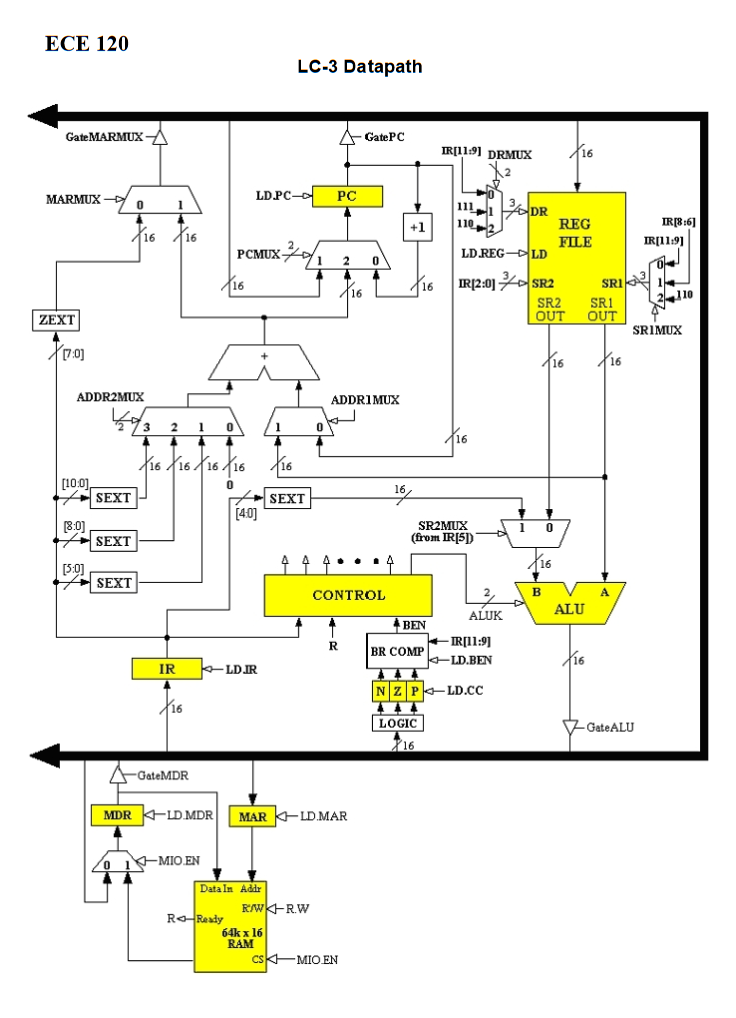 ECE 120
LC-3 Datapath
GateMARMUX
GatePC
16
IR[11:9] DRMUX
2
MARMUX
0 1
LD.PC
PC
+1
0
111 1
110 2
3
DR
REG
FILE
IR[8:6]
IR[11:9]
LD.REG
LD
16
16
PCMUX
2
1 2 0
IR[2:0]
3
SR2
SR1
3
0
1
2
110
SR1MUX
16
16
16
SR2
OUT
SR1
OUT
ZEXT
[7:0]
+
16
16
ADDR2MUX
2
3 2 1 0
ADDR1MUX
1 0
16
16
16
16
16
0
16
[10:0]
SEXT
[4:0]
SEXT
16
[8:0]
SEXT
SR2MUX
(from IR[5])
1 0
16
[5:0]
SEXT
CONTROL
2
ALUK
B A
ALU
R
BEN
IR
LD.IR
BR COMP
IR[11:9]
LD.BEN
16
N Z P
LD.CC
16
LOGIC
16
GateALU
GateMDR
MDR
LD.MDR
MAR
LD.MAR
0 1
MIO.EN
Data In Addr
R'/W
R.W
R
Ready
64k x 16
RAM
CS
MIO.EN